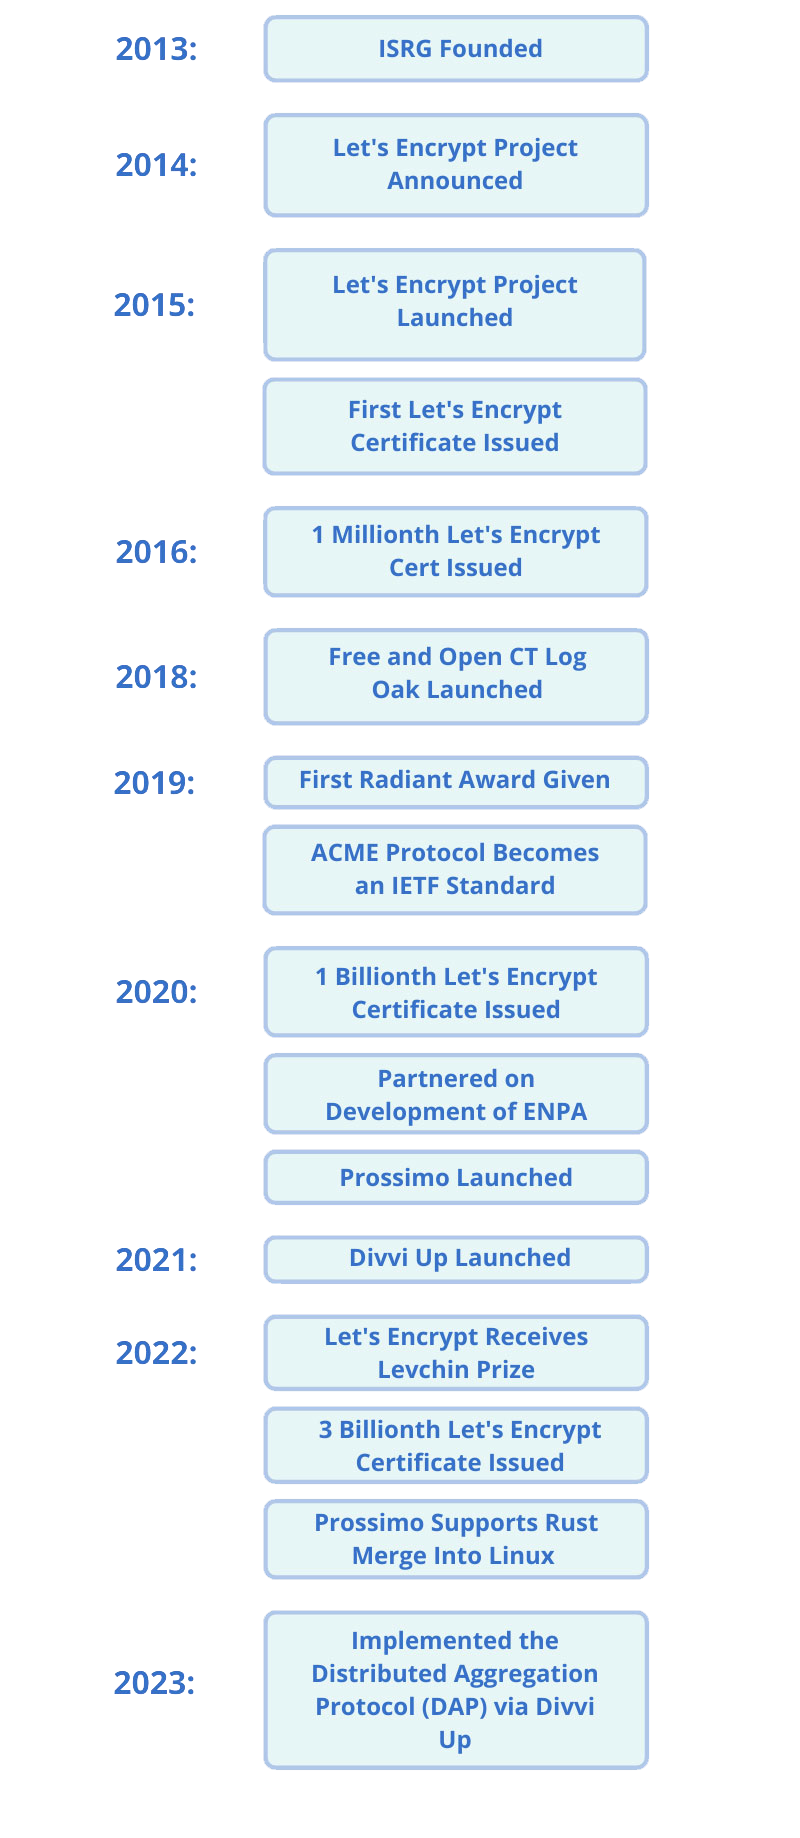 2013:
ISRG Founded
2014:
Let's Encrypt Project
Announced
2015:
Let's Encrypt Project
Launched
First Let's Encrypt
Certificate Issued
2016:
1 Millionth Let's Encrypt
Cert Issued
2018:
Free and Open CT Log
Oak Launched
2019:
First Radiant Award Given
ACME Protocol Becomes
an IETF Standard
2020:
1 Billionth Let's Encrypt
Certificate Issued
Partnered on
Development of ENPA
Prossimo Launched
2021:
Divvi Up Launched
2022:
Let's Encrypt Receives
Levchin Prize
3 Billionth Let's Encrypt
Certificate Issued
Prossimo Supports Rust
Merge Into Linux
2023:
Implemented the
Distributed Aggregation
Protocol (DAP) via Divvi
Up